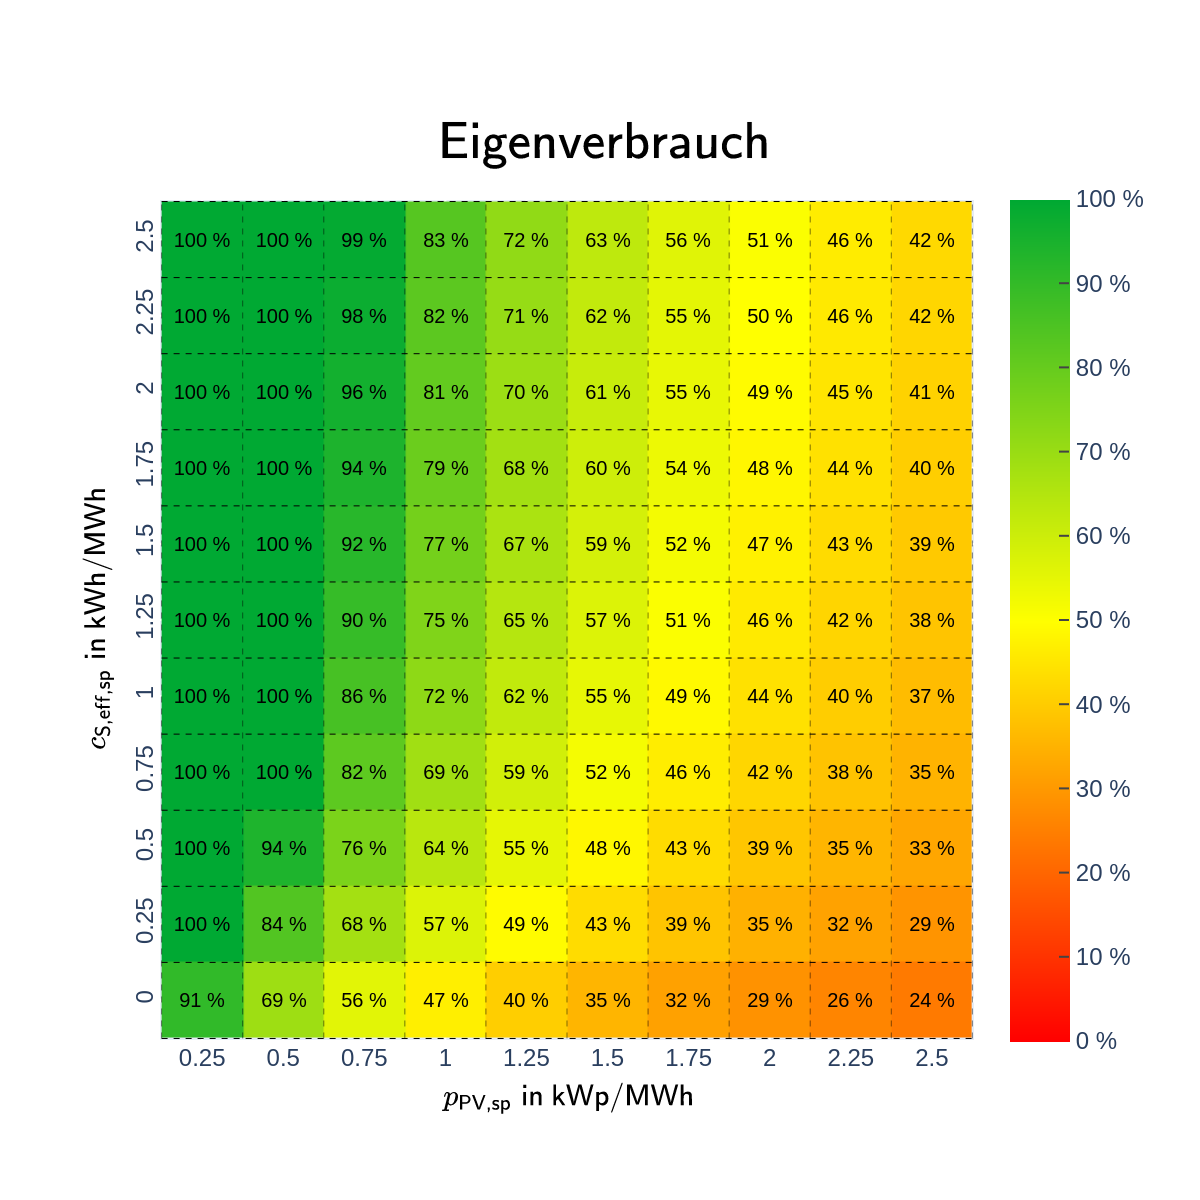 Eigenverbrauch
2.5 100 % 100 % 99 % 83 % 72 % 63 % 56 % 51 % 46 % 42 %
2.25 100 % 100 % 98 % 82 % 71 % 62 % 55 % 50 % 46 % 42 %
2 100 % 100 % 96 % 81 % 70 % 61 % 55 % 49 % 45 % 41 %
1.75 100 % 100 % 94 % 79 % 68 % 60 % 54 % 48 % 44 % 40 %
1.5 100 % 100 % 92 % 77 % 67 % 59 % 52 % 47 % 43 % 39 %
1.25 100 % 100 % 90 % 75 % 65 % 57 % 51 % 46 % 42 % 38 %
1 100 % 100 % 86 % 72 % 62 % 55 % 49 % 44 % 40 % 37 %
0.75 100 % 100 % 82 % 69 % 59 % 52 % 46 % 42 % 38 % 35 %
0.5 100 % 94 % 76 % 64 % 55 % 48 % 43 % 39 % 35 % 33 %
0.25 100 % 84 % 68 % 57 % 49 % 43 % 39 % 35 % 32 % 29 %
0 91 % 69 % 56 % 47 % 40 % 35 % 32 % 29 % 26 % 24 %
0.25 0.5 0.75 1 1.25 1.5 1.75 2 2.25 2.5
pPV,sp in kWp/MWh
cS,eff,sp in kWh/MWh
100 %
90 %
80 %
70 %
60 %
50 %
40 %
30 %
20 %
10 %
0 %